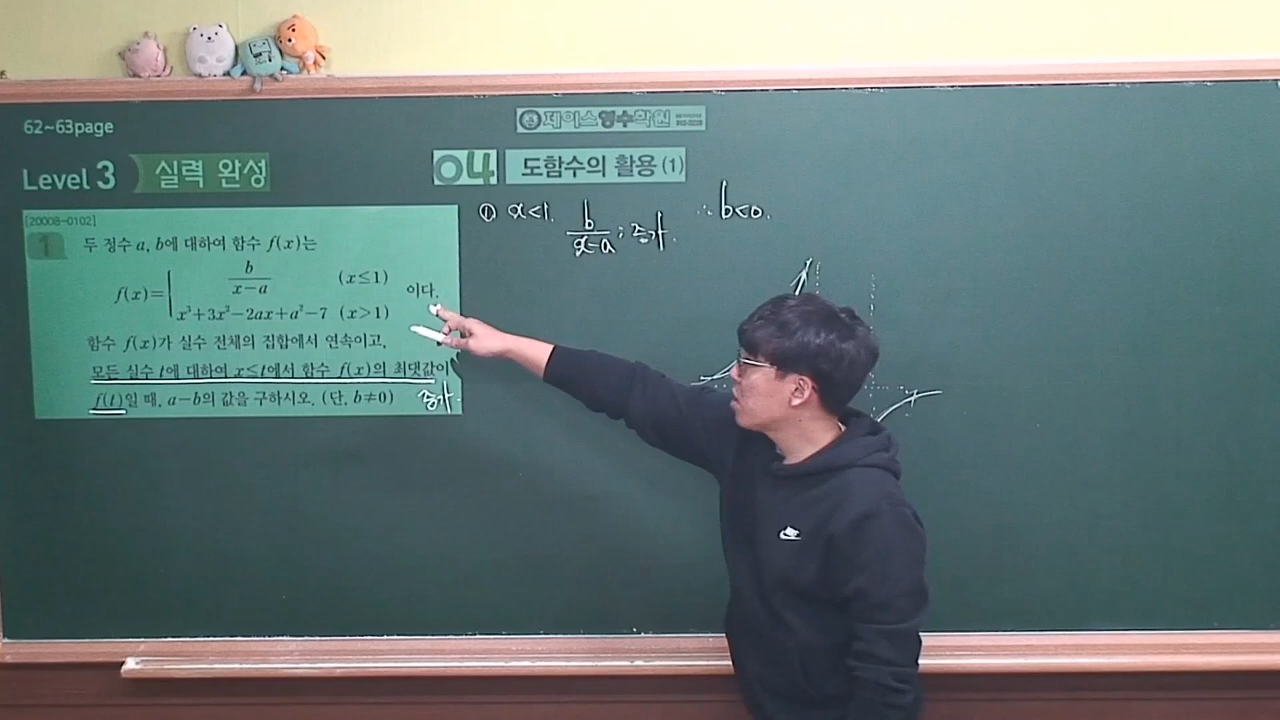 62~63page
제이스영수학원
Level 3 실력 완성
04 도함수의 활용 (1)
[20008-0102]
1 두 정수 a, b에 대하여 함수 f(x)는
f(x)= { b/(x−a) (x≤1)
x³+3x²−2ax+a²−7 (x>1) 이다.
함수 f(x)가 실수 전체의 집합에서 연속이고,
모든 실수 t에 대하여 x≤t에서 함수 f(x)의 최댓값이
f(t)일 때, a−b의 값을 구하시오. (단, b≠0)
증가.
① x<1. b/(x−a) ; 증가. ∴ b<0.